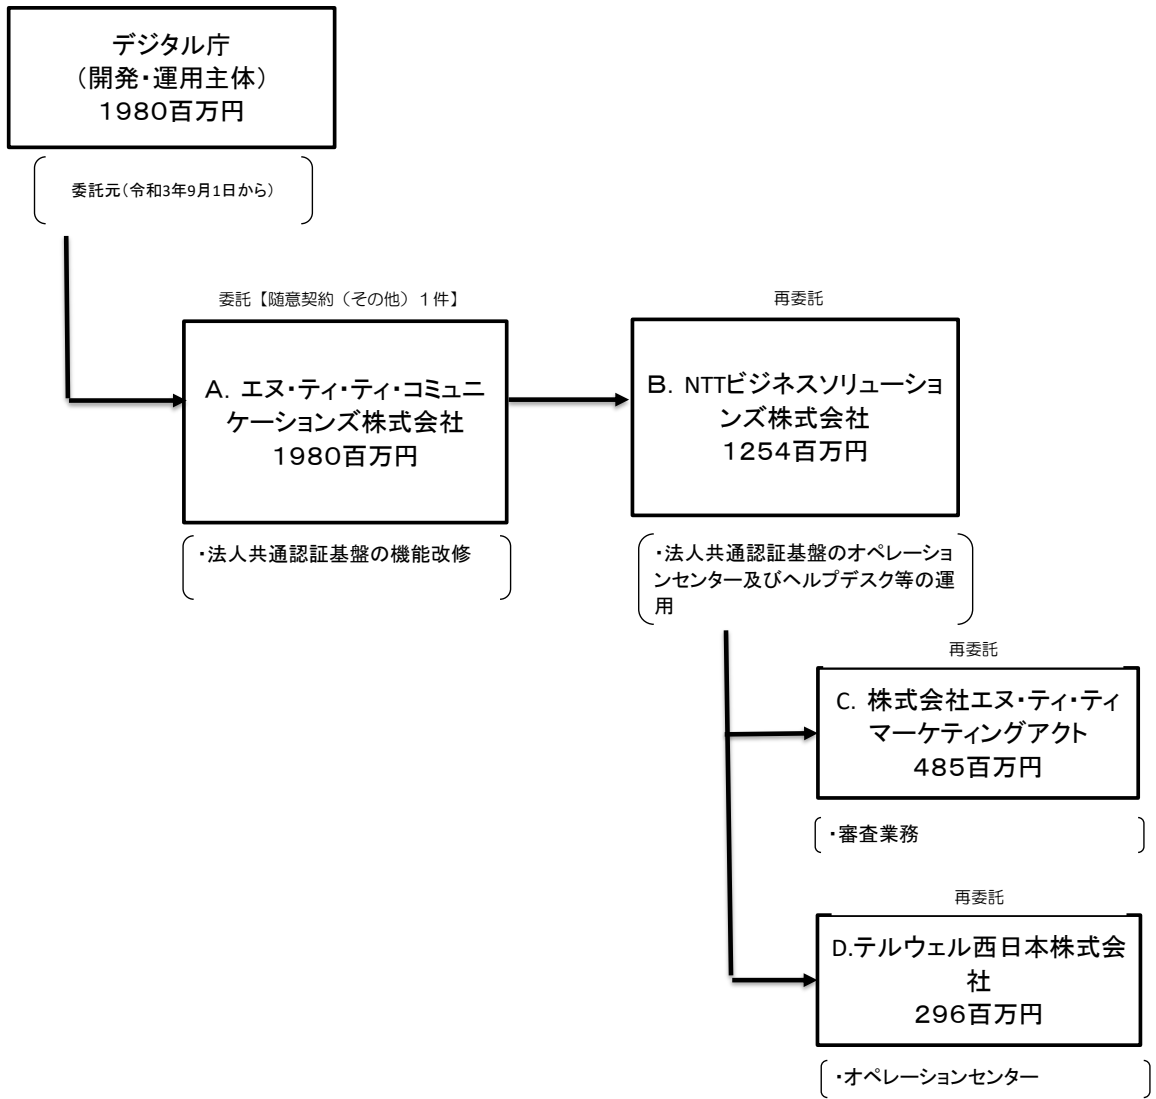 デジタル庁
（開発・運用主体）
1980百万円
委託元（令和3年9月1日から）
委託【随意契約（その他）１件】
A. エヌ・ティ・ティ・コミュニ
ケーションズ株式会社
1980百万円
・法人共通認証基盤の機能改修
再委託
B. NTTビジネスソリューショ
ンズ株式会社
1254百万円
・法人共通認証基盤のオペレーショ
ンセンター及びヘルプデスク等の運
用
再委託
C. 株式会社エヌ・ティ・ティ
マーケティングアクト
485百万円
・審査業務
再委託
D.テルウェル西日本株式会
社
296百万円
・オペレーションセンター